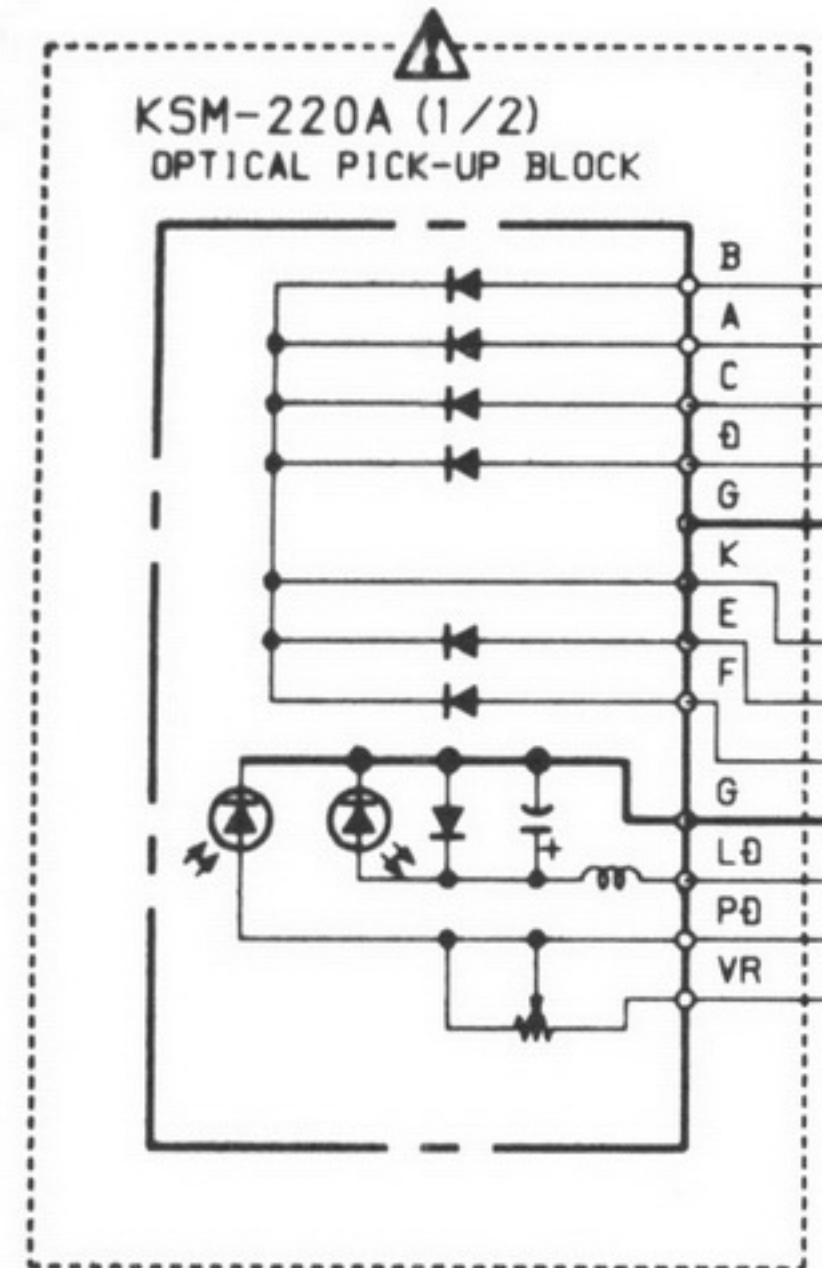 KSM-220A (1/2)
OPTICAL PICK-UP BLOCK
B
A
C
D
G
K
E
F
G
LD
PD
VR
+